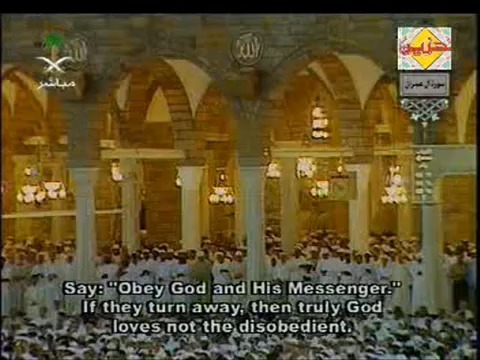 مباشر
سورة آل عمران
Say: "Obey God and His Messenger."
If they turn away, then truly God
loves not the disobedient.